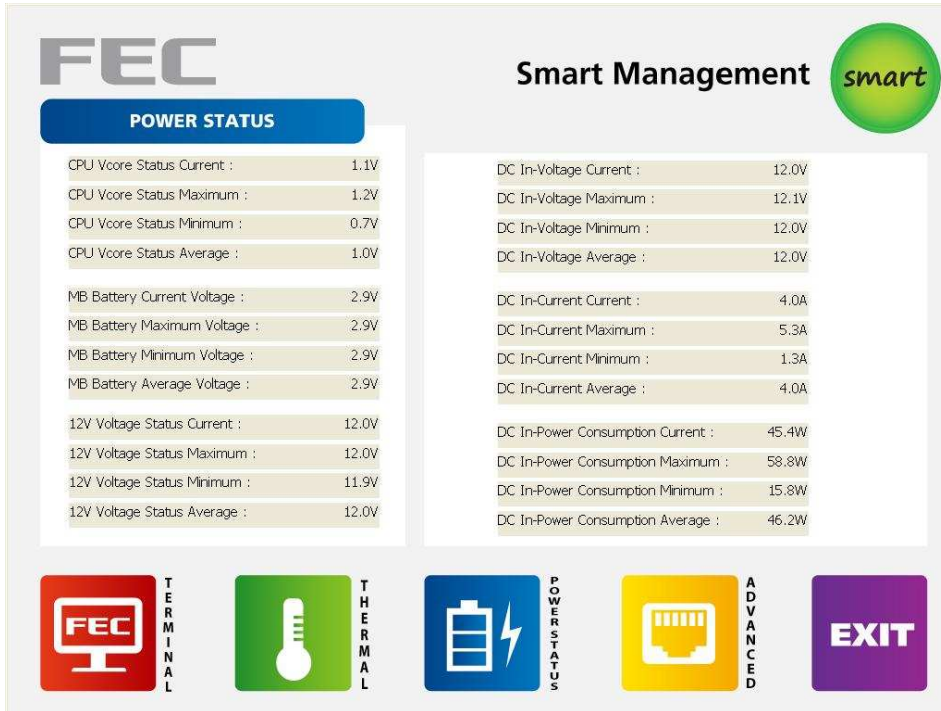 FEC
Smart Management
smart
POWER STATUS
CPU Vcore Status Current : 1.1V
CPU Vcore Status Maximum : 1.2V
CPU Vcore Status Minimum : 0.7V
CPU Vcore Status Average : 1.0V
MB Battery Current Voltage : 2.9V
MB Battery Maximum Voltage : 2.9V
MB Battery Minimum Voltage : 2.9V
MB Battery Average Voltage : 2.9V
12V Voltage Status Current : 12.0V
12V Voltage Status Maximum : 12.0V
12V Voltage Status Minimum : 11.9V
12V Voltage Status Average : 12.0V
DC In-Voltage Current : 12.0V
DC In-Voltage Maximum : 12.1V
DC In-Voltage Minimum : 12.0V
DC In-Voltage Average : 12.0V
DC In-Current Current : 4.0A
DC In-Current Maximum : 5.3A
DC In-Current Minimum : 1.3A
DC In-Current Average : 4.0A
DC In-Power Consumption Current : 45.4W
DC In-Power Consumption Maximum : 58.8W
DC In-Power Consumption Minimum : 15.8W
DC In-Power Consumption Average : 46.2W
FEC
TERMINAL
THERMAL
POWER STATUS
ADVANCED
EXIT